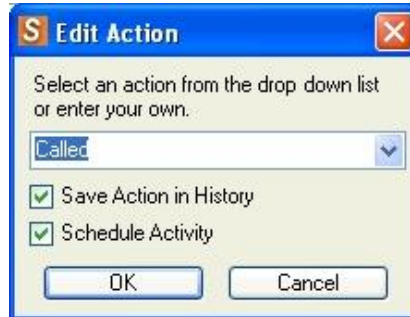 S Edit Action
Select an action from the drop down list
or enter your own.
Called
Save Action in History
Schedule Activity
OK Cancel